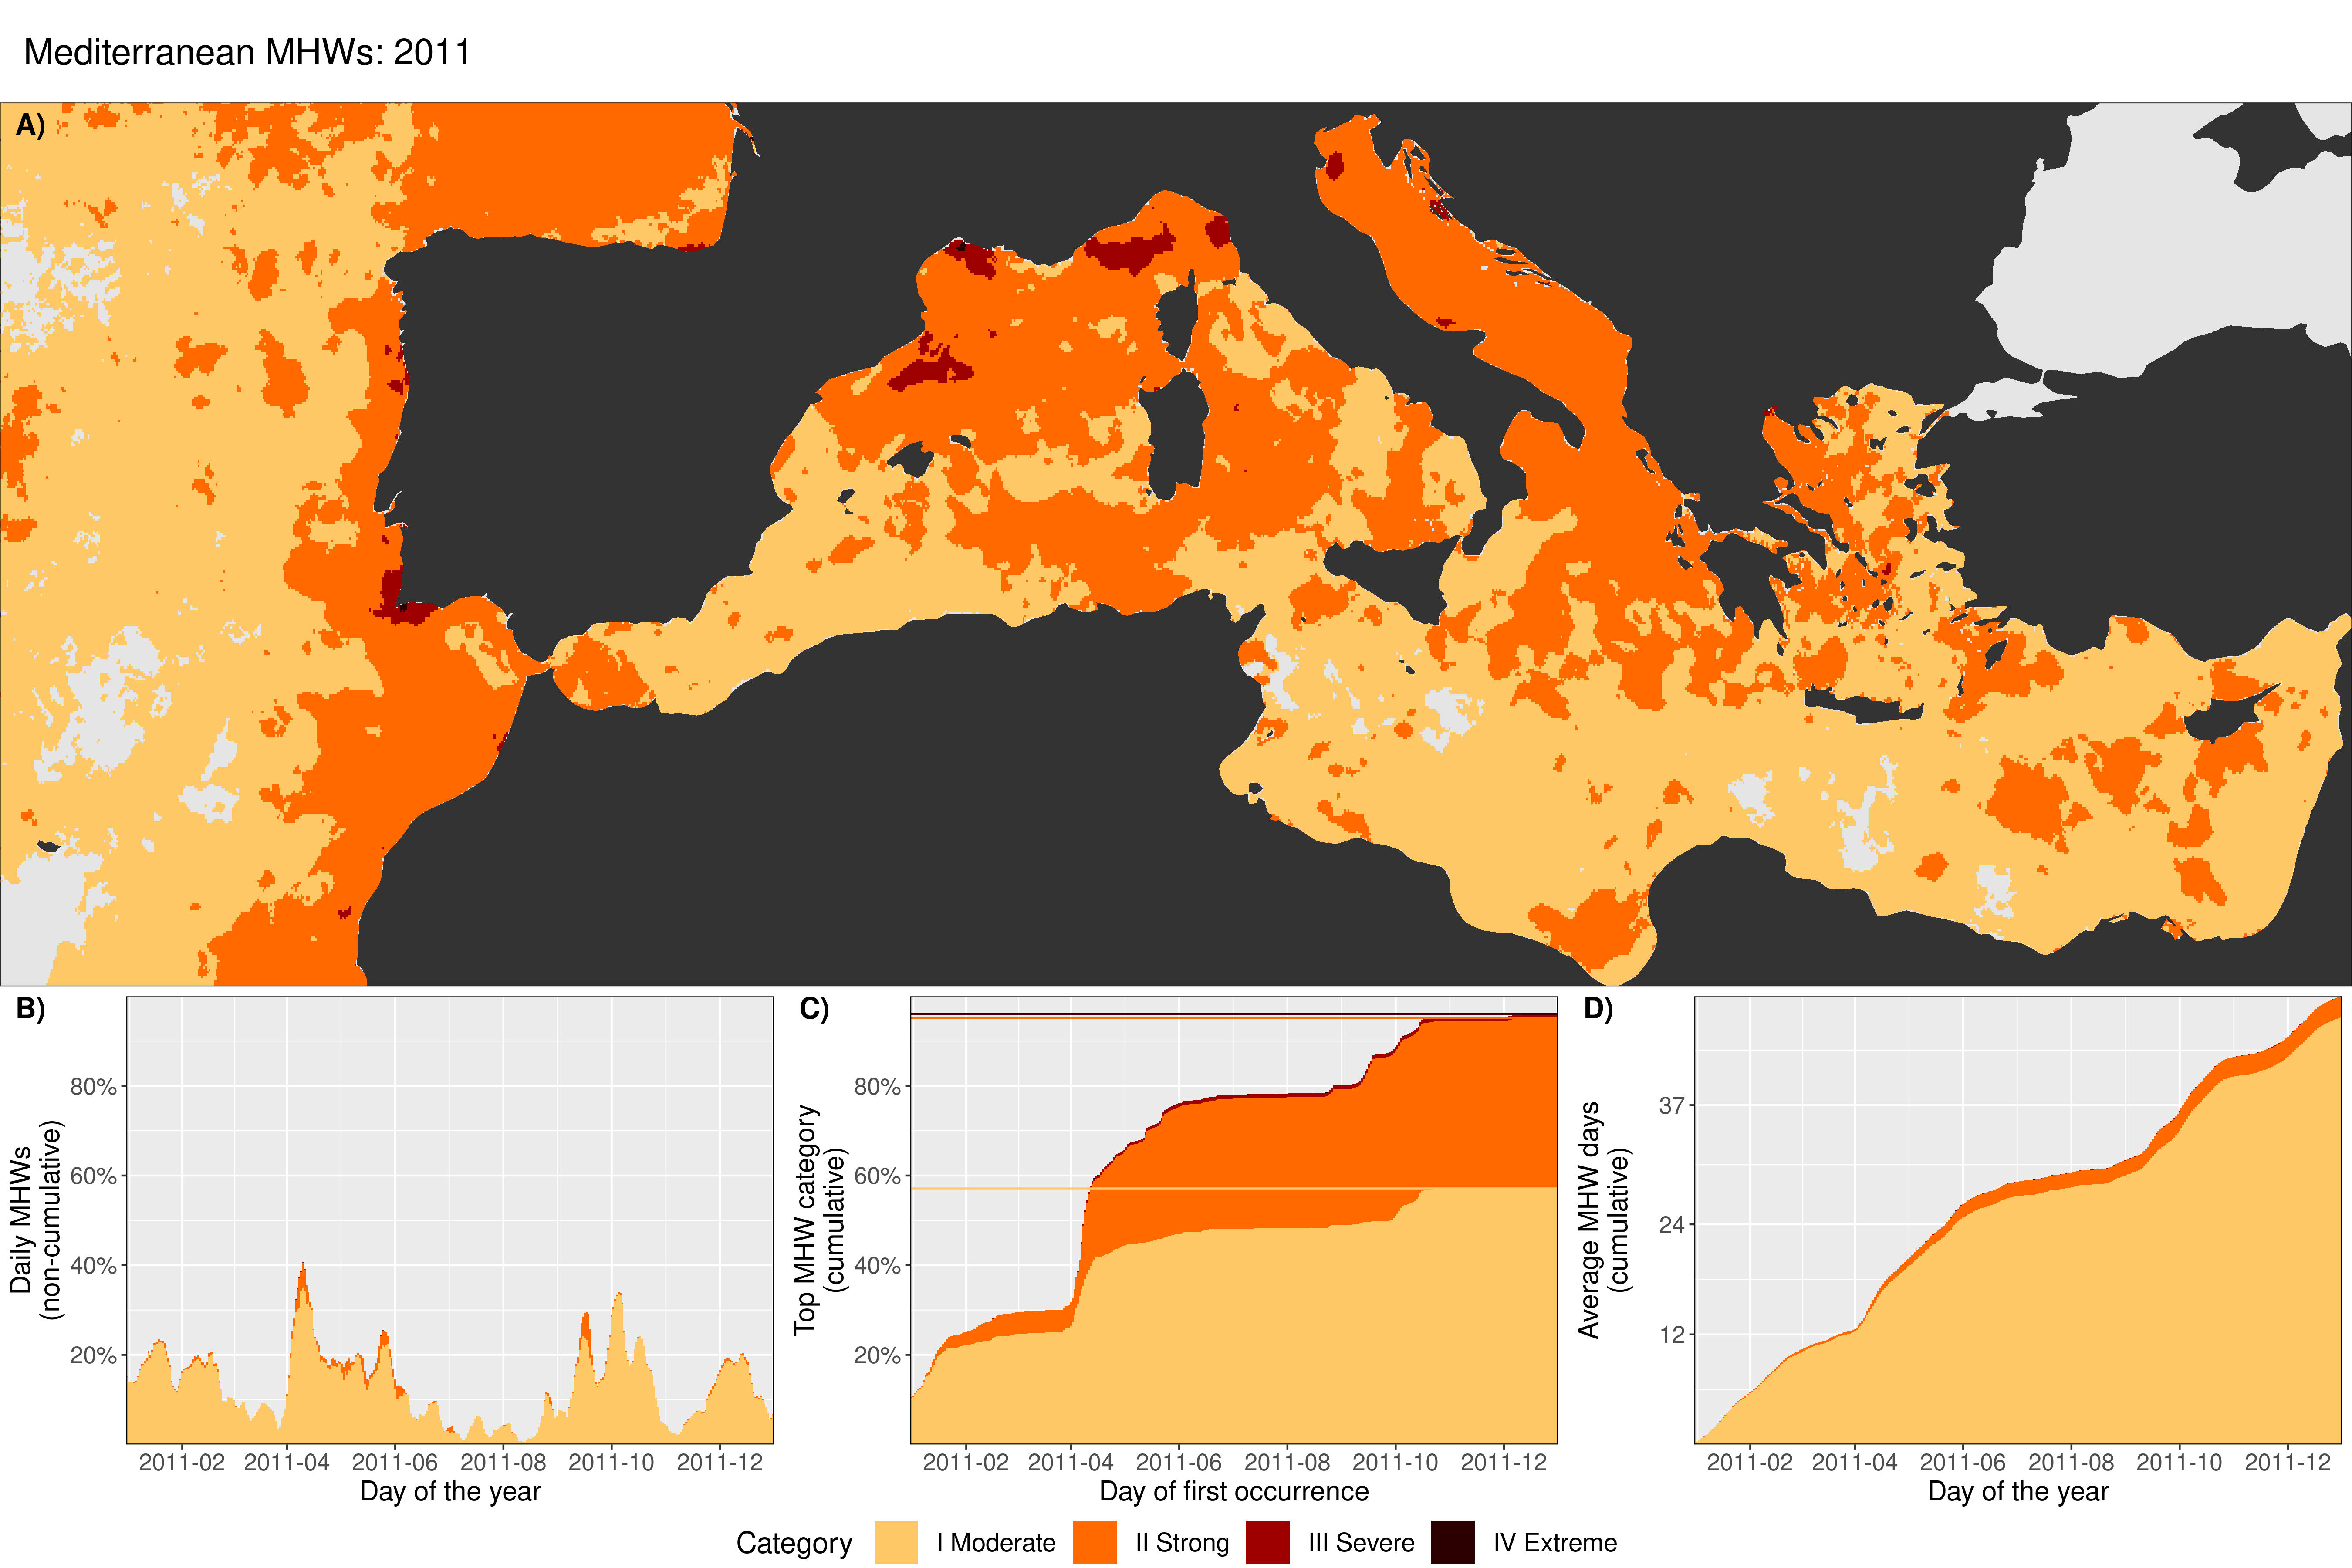 Mediterranean MHWs: 2011
A)
B)
Daily MHWs
(non-cumulative)
80%
60%
40%
20%
2011-02 2011-04 2011-06 2011-08 2011-10 2011-12
Day of the year
C)
Top MHW category
(cumulative)
80%
60%
40%
20%
2011-02 2011-04 2011-06 2011-08 2011-10 2011-12
Day of first occurrence
D)
Average MHW days
(cumulative)
37
24
12
2011-02 2011-04 2011-06 2011-08 2011-10 2011-12
Day of the year
Category I Moderate II Strong III Severe IV Extreme